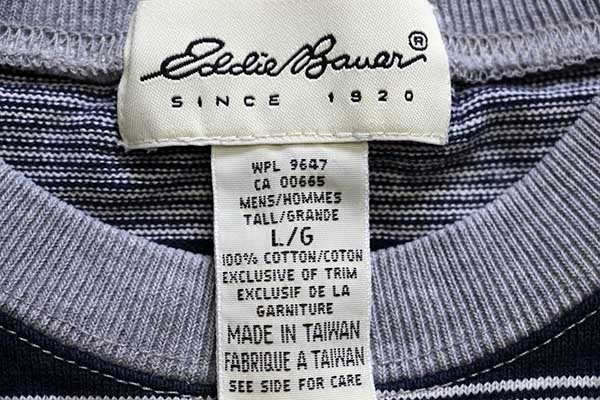 Eddie Bauer®
SINCE 1920
WPL 9647
CA 00665
MENS/HOMMES
TALL/GRANDE
L/G
100% COTTON/COTON
EXCLUSIVE OF TRIM
EXCLUSIF DE LA
GARNITURE
MADE IN TAIWAN
FABRIQUE A TAIWAN
SEE SIDE FOR CARE